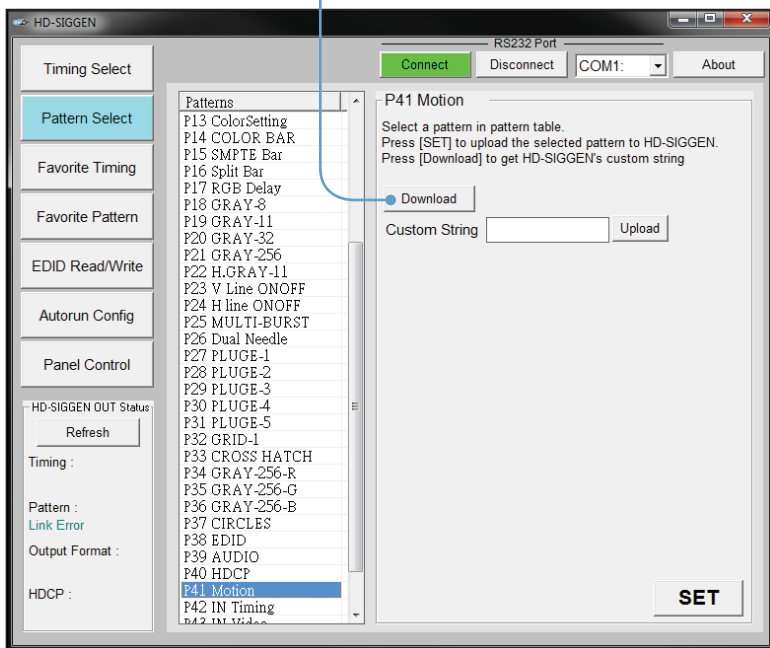 HD-SIGGEN
RS232 Port
Timing Select
Connect
Disconnect
COM1:
About
Pattern Select
Favorite Timing
Favorite Pattern
EDID Read/Write
Autorun Config
Panel Control
HD-SIGGEN OUT Status
Refresh
Timing :
Pattern :
Link Error
Output Format :
HDCP :
Patterns
P13 ColorSetting
P14 COLOR BAR
P15 SMPTE Bar
P16 Split Bar
P17 RGB Delay
P18 GRAY-8
P19 GRAY-11
P20 GRAY-32
P21 GRAY-256
P22 H.GRAY-11
P23 V Line ONOFF
P24 H line ONOFF
P25 MULTI-BURST
P26 Dual Needle
P27 PLUGE-1
P28 PLUGE-2
P29 PLUGE-3
P30 PLUGE-4
P31 PLUGE-5
P32 GRID-1
P33 CROSS HATCH
P34 GRAY-256-R
P35 GRAY-256-G
P36 GRAY-256-B
P37 CIRCLES
P38 EDID
P39 AUDIO
P40 HDCP
P41 Motion
P42 IN Timing
P43 IN Video
P41 Motion
Select a pattern in pattern table.
Press [SET] to upload the selected pattern to HD-SIGGEN.
Press [Download] to get HD-SIGGEN's custom string
Download
Custom String
Upload
SET